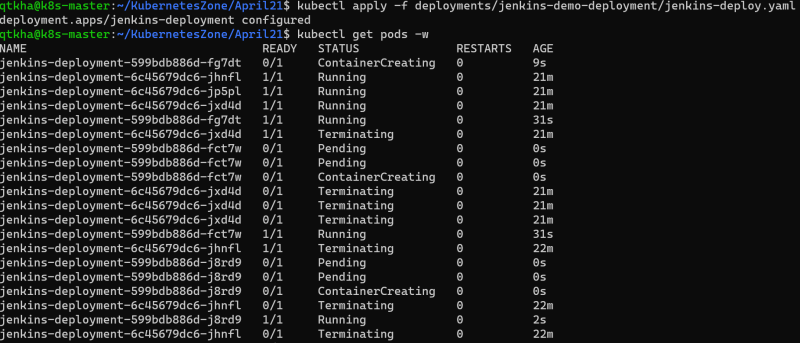 qtkha@k8s-master:~/KubernetesZone/April21$ kubectl apply -f deployments/jenkins-demo-deployment/jenkins-deploy.yaml
deployment.apps/jenkins-deployment configured
qtkha@k8s-master:~/KubernetesZone/April21$ kubectl get pods -w
NAME READY STATUS RESTARTS AGE
jenkins-deployment-599bdb886d-fg7dt 0/1 ContainerCreating 0 9s
jenkins-deployment-6c45679dc6-jhnfl 1/1 Running 0 21m
jenkins-deployment-6c45679dc6-jp5pl 1/1 Running 0 21m
jenkins-deployment-6c45679dc6-jxd4d 1/1 Running 0 21m
jenkins-deployment-599bdb886d-fg7dt 1/1 Running 0 31s
jenkins-deployment-6c45679dc6-jxd4d 1/1 Terminating 0 21m
jenkins-deployment-599bdb886d-fct7w 0/1 Pending 0 0s
jenkins-deployment-599bdb886d-fct7w 0/1 Pending 0 0s
jenkins-deployment-599bdb886d-fct7w 0/1 ContainerCreating 0 0s
jenkins-deployment-6c45679dc6-jxd4d 0/1 Terminating 0 21m
jenkins-deployment-6c45679dc6-jxd4d 0/1 Terminating 0 21m
jenkins-deployment-6c45679dc6-jxd4d 0/1 Terminating 0 21m
jenkins-deployment-599bdb886d-fct7w 1/1 Running 0 31s
jenkins-deployment-6c45679dc6-jhnfl 1/1 Terminating 0 22m
jenkins-deployment-599bdb886d-j8rd9 0/1 Pending 0 0s
jenkins-deployment-599bdb886d-j8rd9 0/1 Pending 0 0s
jenkins-deployment-599bdb886d-j8rd9 0/1 ContainerCreating 0 0s
jenkins-deployment-6c45679dc6-jhnfl 0/1 Terminating 0 22m
jenkins-deployment-599bdb886d-j8rd9 1/1 Running 0 2s
jenkins-deployment-6c45679dc6-jhnfl 0/1 Terminating 0 22m